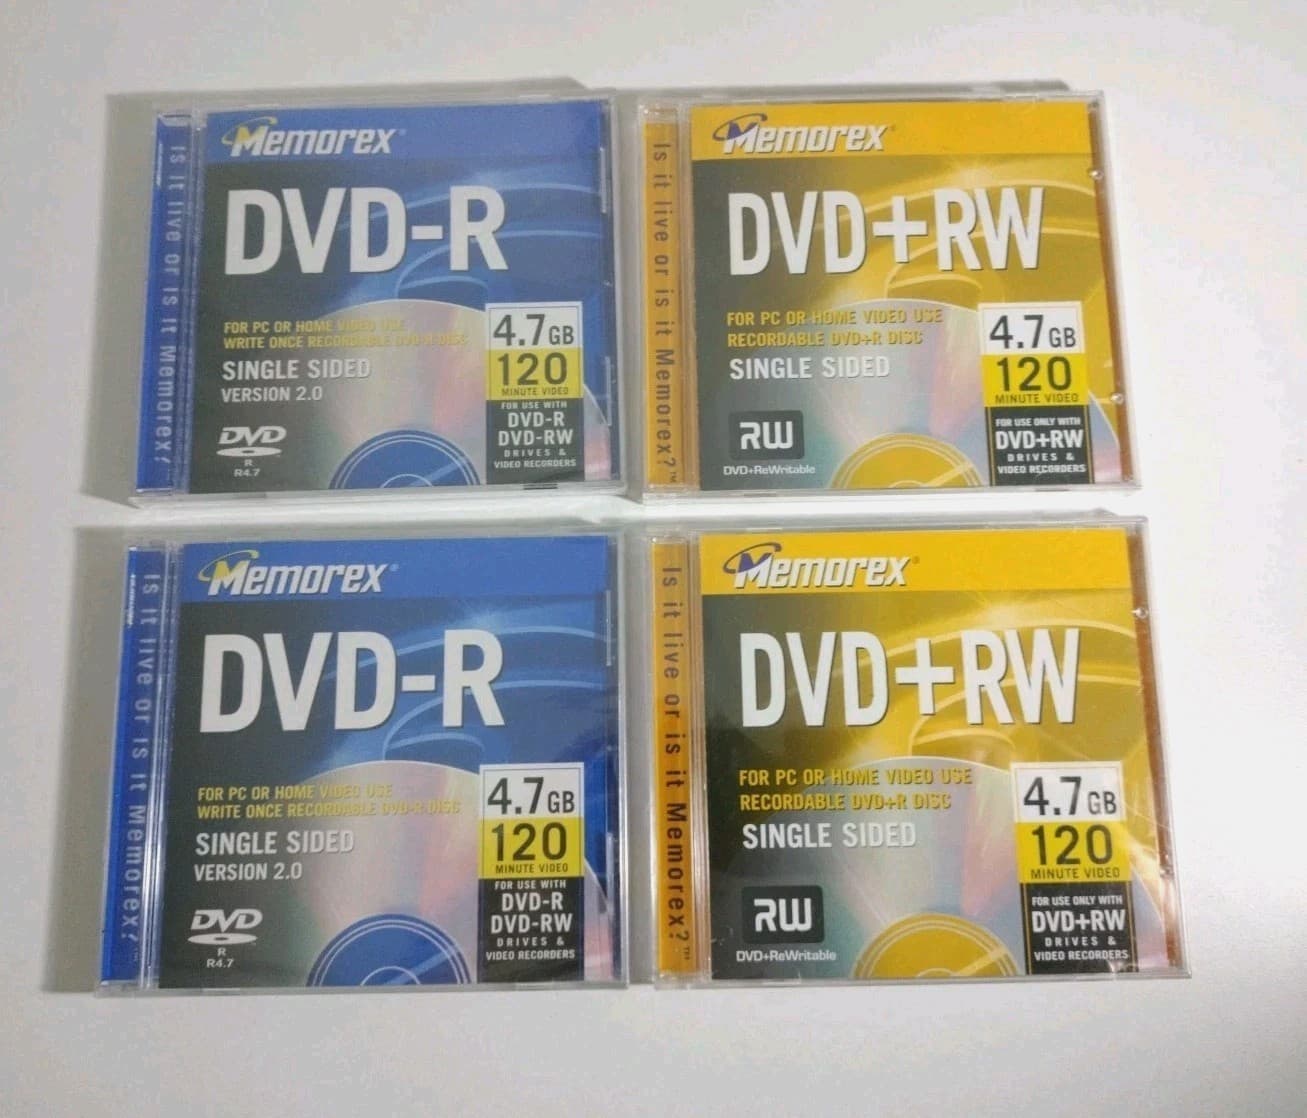 Is it live or is it Memorex?
Memorex®
DVD-R
FOR PC OR HOME VIDEO USE
WRITE ONCE RECORDABLE DVD-R DISC
SINGLE SIDED
VERSION 2.0
DVD
R
R4.7
4.7GB
120
MINUTE VIDEO
FOR USE WITH
DVD-R
DVD-RW
DRIVES &
VIDEO RECORDERS
Is it live or is it Memorex?™
Memorex®
DVD+RW
FOR PC OR HOME VIDEO USE
RECORDABLE DVD+R DISC
SINGLE SIDED
RW
DVD+ReWritable
4.7GB
120
MINUTE VIDEO
FOR USE ONLY WITH
DVD+RW
DRIVES &
VIDEO RECORDERS
Is it live or is it Memorex?
Memorex®
DVD-R
FOR PC OR HOME VIDEO USE
WRITE ONCE RECORDABLE DVD-R DISC
SINGLE SIDED
VERSION 2.0
DVD
R
R4.7
4.7GB
120
MINUTE VIDEO
FOR USE WITH
DVD-R
DVD-RW
DRIVES &
VIDEO RECORDERS
Is it live or is it Memorex?™
Memorex®
DVD+RW
FOR PC OR HOME VIDEO USE
RECORDABLE DVD+R DISC
SINGLE SIDED
RW
DVD+ReWritable
4.7GB
120
MINUTE VIDEO
FOR USE ONLY WITH
DVD+RW
DRIVES &
VIDEO RECORDERS